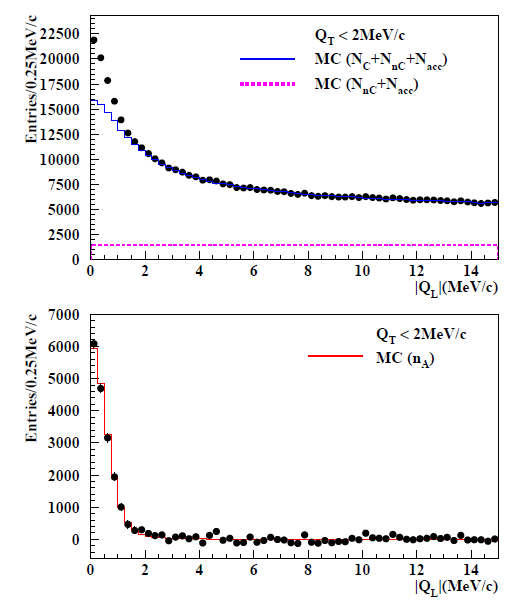 Q_T < 2MeV/c
MC (N_C+N_nC+N_acc)
MC (N_nC+N_acc)
Entries/0.25MeV/c
22500
20000
17500
15000
12500
10000
7500
5000
2500
0
0 2 4 6 8 10 12 14
|Q_L|(MeV/c)
Q_T < 2MeV/c
MC (n_A)
Entries/0.25MeV/c
7000
6000
5000
4000
3000
2000
1000
0
0 2 4 6 8 10 12 14
|Q_L|(MeV/c)